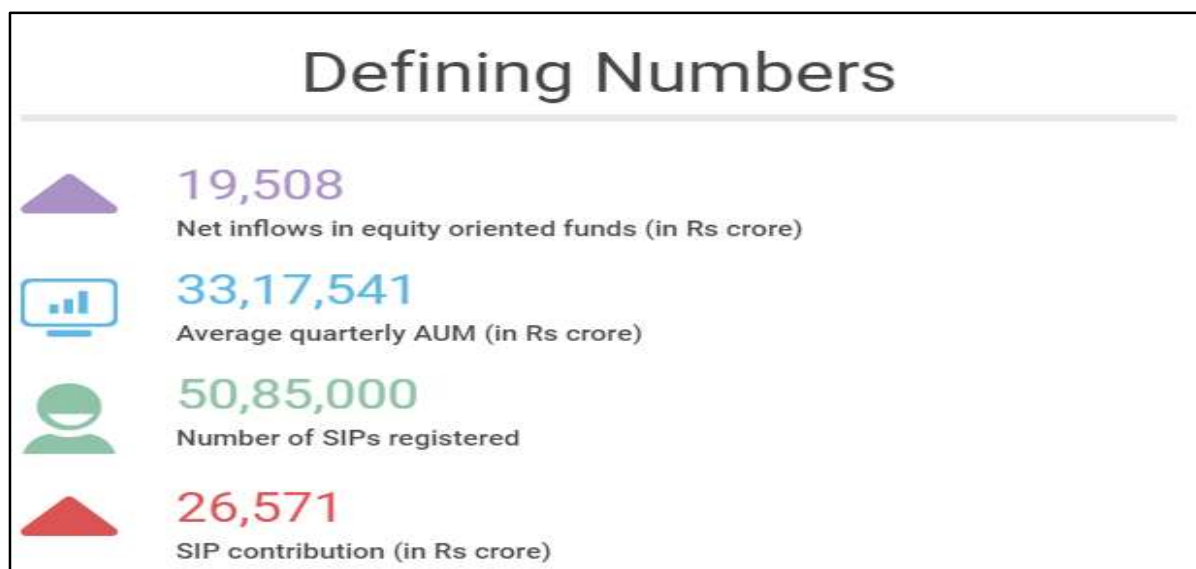 Defining Numbers
19,508
Net inflows in equity oriented funds (in Rs crore)
33,17,541
Average quarterly AUM (in Rs crore)
50,85,000
Number of SIPs registered
26,571
SIP contribution (in Rs crore)